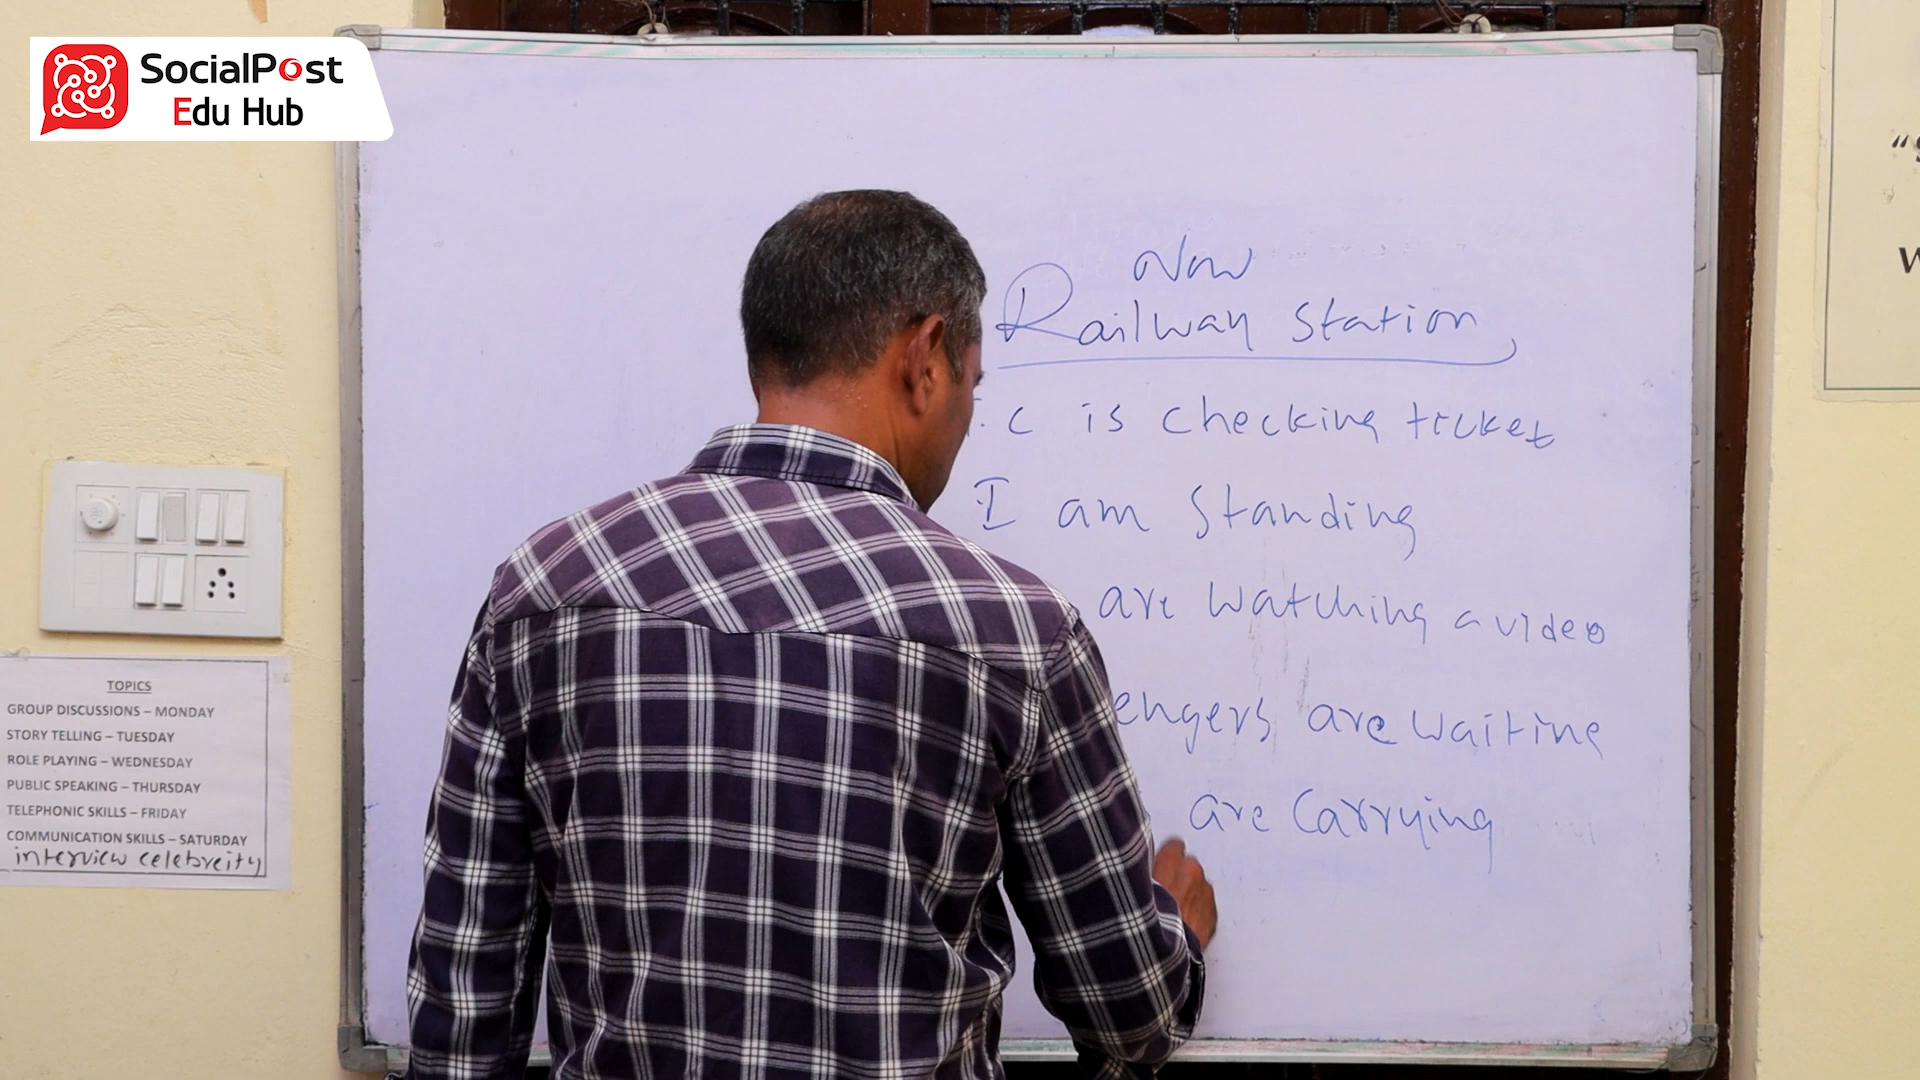 SocialPost
Edu Hub
Now
Railway Station
.C is checking ticket
I am standing
are watching a video
engers are waiting
are carrying
TOPICS
GROUP DISCUSSIONS – MONDAY
STORY TELLING – TUESDAY
ROLE PLAYING – WEDNESDAY
PUBLIC SPEAKING – THURSDAY
TELEPHONIC SKILLS – FRIDAY
COMMUNICATION SKILLS – SATURDAY
interview celebreity